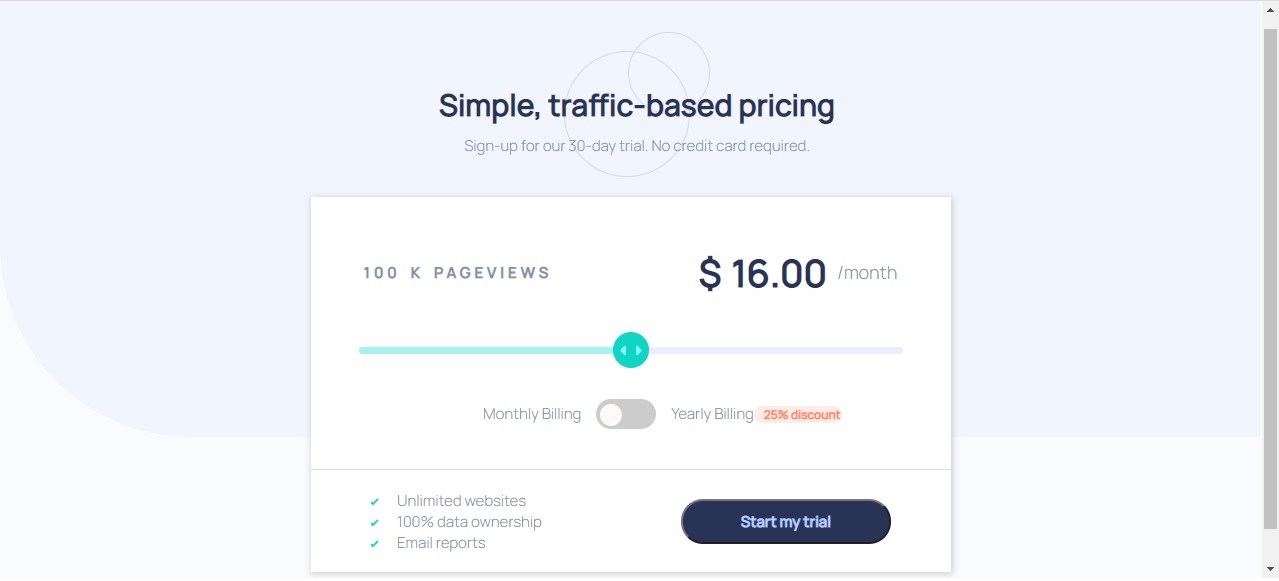 Simple, traffic-based pricing
Sign-up for our 30-day trial. No credit card required.
100 K PAGEVIEWS
$ 16.00 /month
Monthly Billing
Yearly Billing 25% discount
Unlimited websites
100% data ownership
Email reports
Start my trial